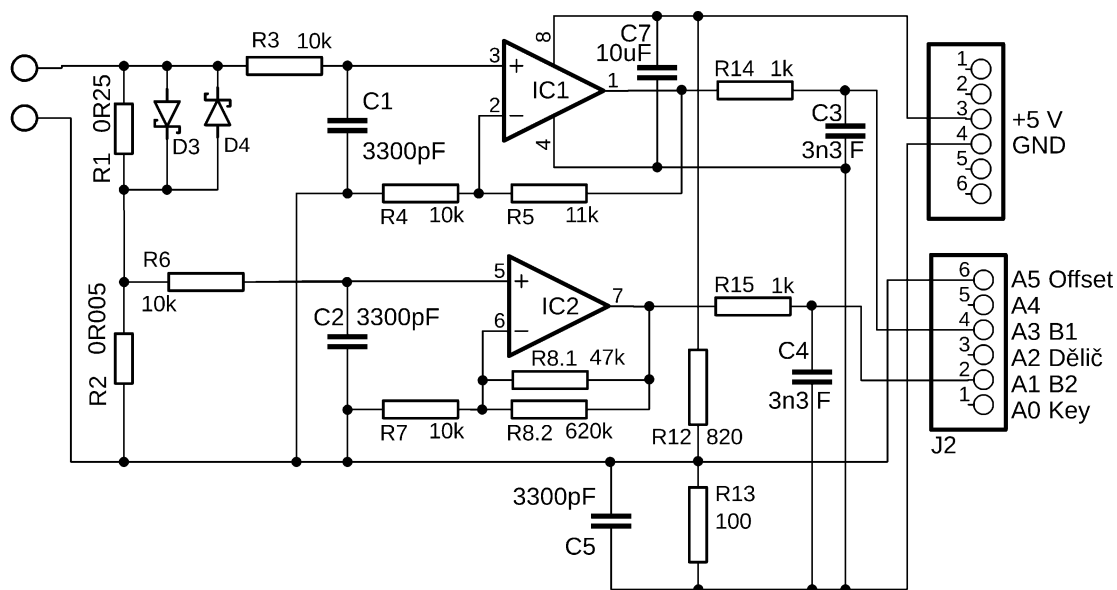 R3 10k
R1 0R25
D3
D4
C1
3300pF
3
2
8
4
1
+
−
IC1
C7
10uF
R14 1k
C3
3n3 F
R4 10k
R5 11k
1
2
3
4
5
6
+5 V
GND
R6
10k
R2 0R005
C2 3300pF
5
6
7
+
−
IC2
R8.1 47k
R7 10k
R8.2 620k
R15 1k
C4
3n3 F
R12 820
R13
100
3300pF
C5
6 A5 Offset
5 A4
4 A3 B1
3 A2 Dělič
2 A1 B2
1 A0 Key
J2